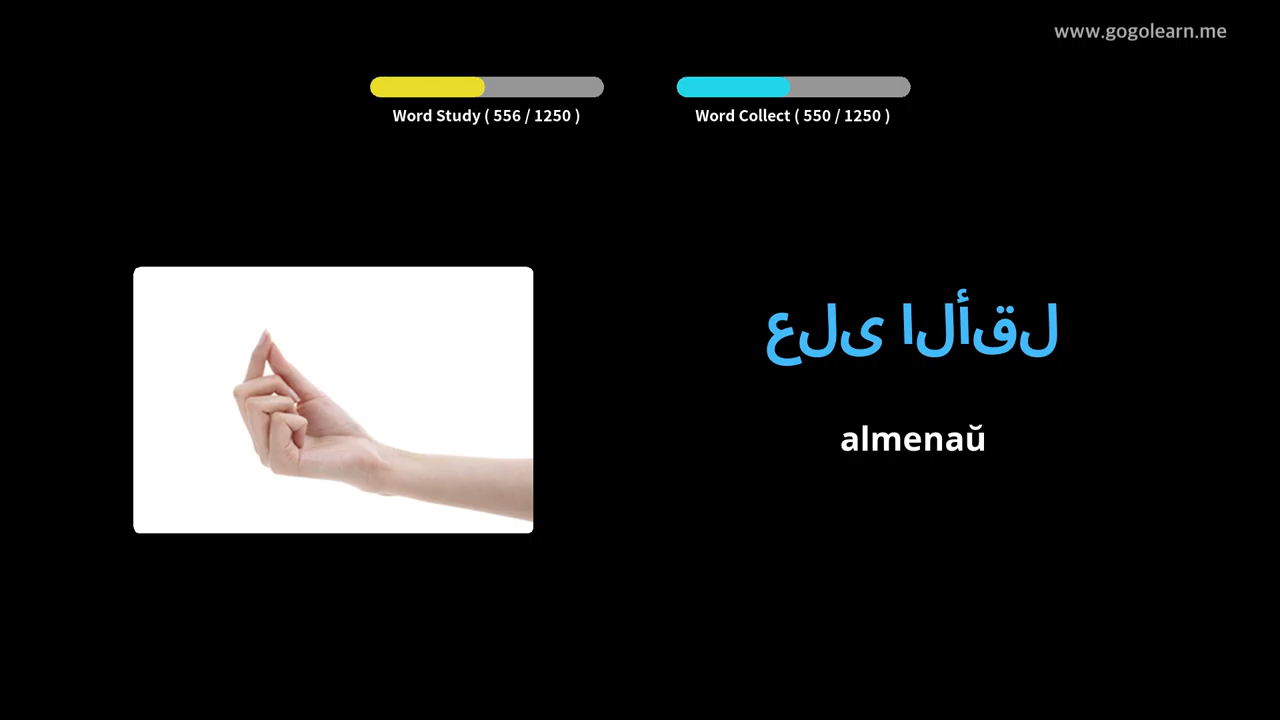 www.gogolearn.me
Word Study ( 556 / 1250 )
Word Collect ( 550 / 1250 )
على الأقل
almenaŭ